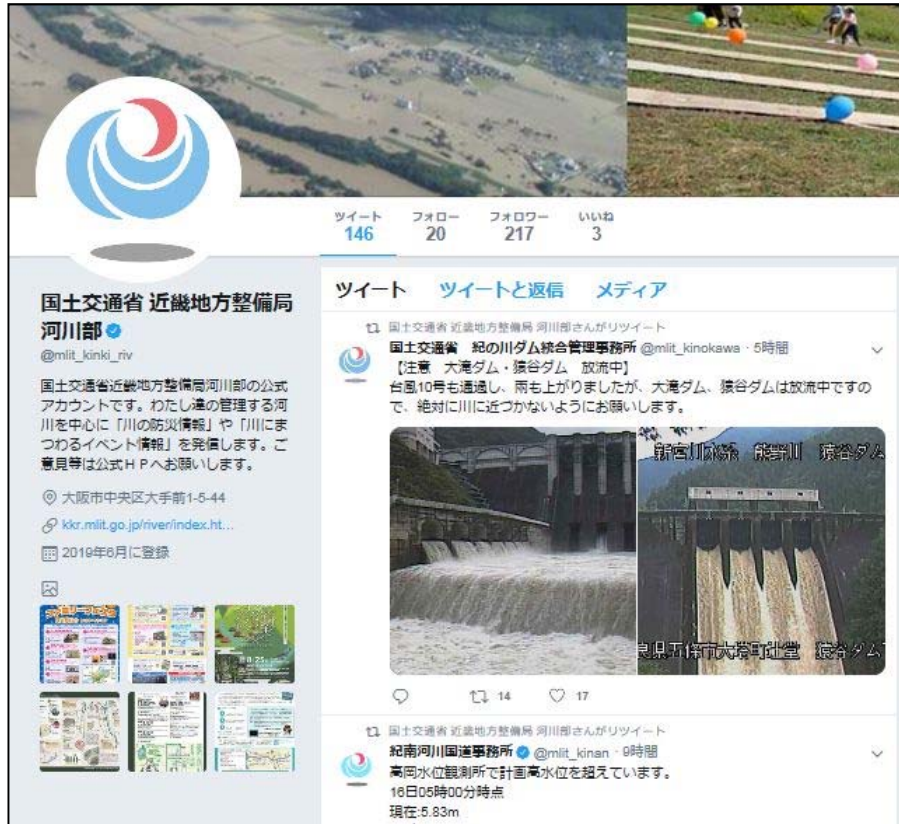 ツイート フォロー フォロワー いいね
146 20 217 3
国土交通省 近畿地方整備局
河川部
@mlit_kinki_riv
国土交通省近畿地方整備局河川部の公式
アカウントです。わたし達の管理する河
川を中心に「川の防災情報」や「川にま
つわるイベント情報」を発信します。ご
意見等は公式HPへお願いします。
大阪市中央区大手前1-5-44
kkr.mlit.go.jp/river/index.ht...
2019年6月に登録
ツイート ツイートと返信 メディア
国土交通省 近畿地方整備局 河川部さんがリツイート
国土交通省 紀の川ダム統合管理事務所 @mlit_kinokawa · 5時間
【注意 大滝ダム・猿谷ダム 放流中】
台風10号も通過し、雨も上がりましたが、大滝ダム、猿谷ダムは放流中ですの
で、絶対に川に近づかないようにお願いします。
新宮川水系 熊野川 猿谷ダム
良県五條市大塔町辻堂 猿谷ダム
14 17
国土交通省 近畿地方整備局 河川部さんがリツイート
紀南河川国道事務所 @mlit_kinan · 9時間
高岡水位観測所で計画高水位を超えています。
16日05時00分時点
現在:5.83m